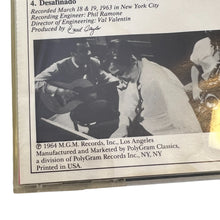 4. Desafinado
Recorded March 18 & 19, 1963 in New York City
Recording Engineer: Phil Ramone
Director of Engineering: Val Valentin
Produced by Creed Taylor
℗ 1964 M.G.M. Records, Inc., Los Angeles
Manufactured and Marketed by PolyGram Classics,
a division of PolyGram Records Inc., NY, NY
Printed in USA.